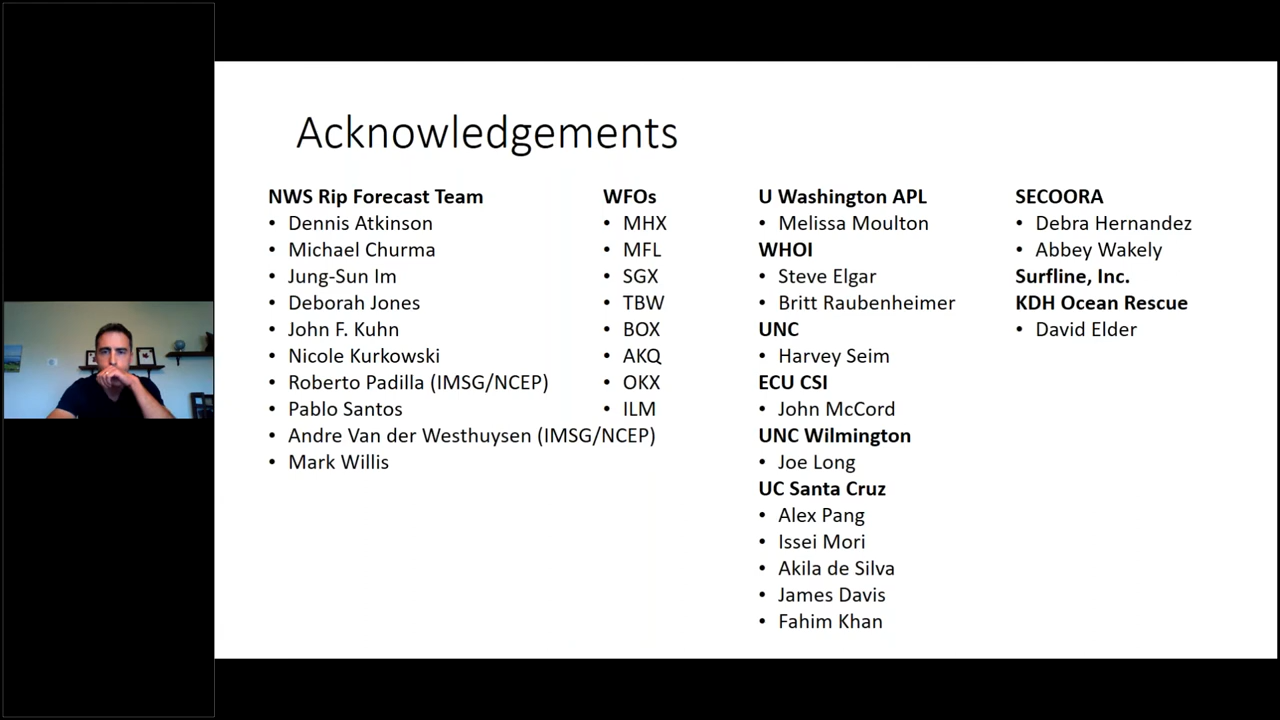 Acknowledgements
NWS Rip Forecast Team
• Dennis Atkinson
• Michael Churma
• Jung-Sun Im
• Deborah Jones
• John F. Kuhn
• Nicole Kurkowski
• Roberto Padilla (IMSG/NCEP)
• Pablo Santos
• Andre Van der Westhuysen (IMSG/NCEP)
• Mark Willis
WFOs
• MHX
• MFL
• SGX
• TBW
• BOX
• AKQ
• OKX
• ILM
U Washington APL
• Melissa Moulton
WHOI
• Steve Elgar
• Britt Raubenheimer
UNC
• Harvey Seim
ECU CSI
• John McCord
UNC Wilmington
• Joe Long
UC Santa Cruz
• Alex Pang
• Issei Mori
• Akila de Silva
• James Davis
• Fahim Khan
SECOORA
• Debra Hernandez
• Abbey Wakely
Surfline, Inc.
KDH Ocean Rescue
• David Elder